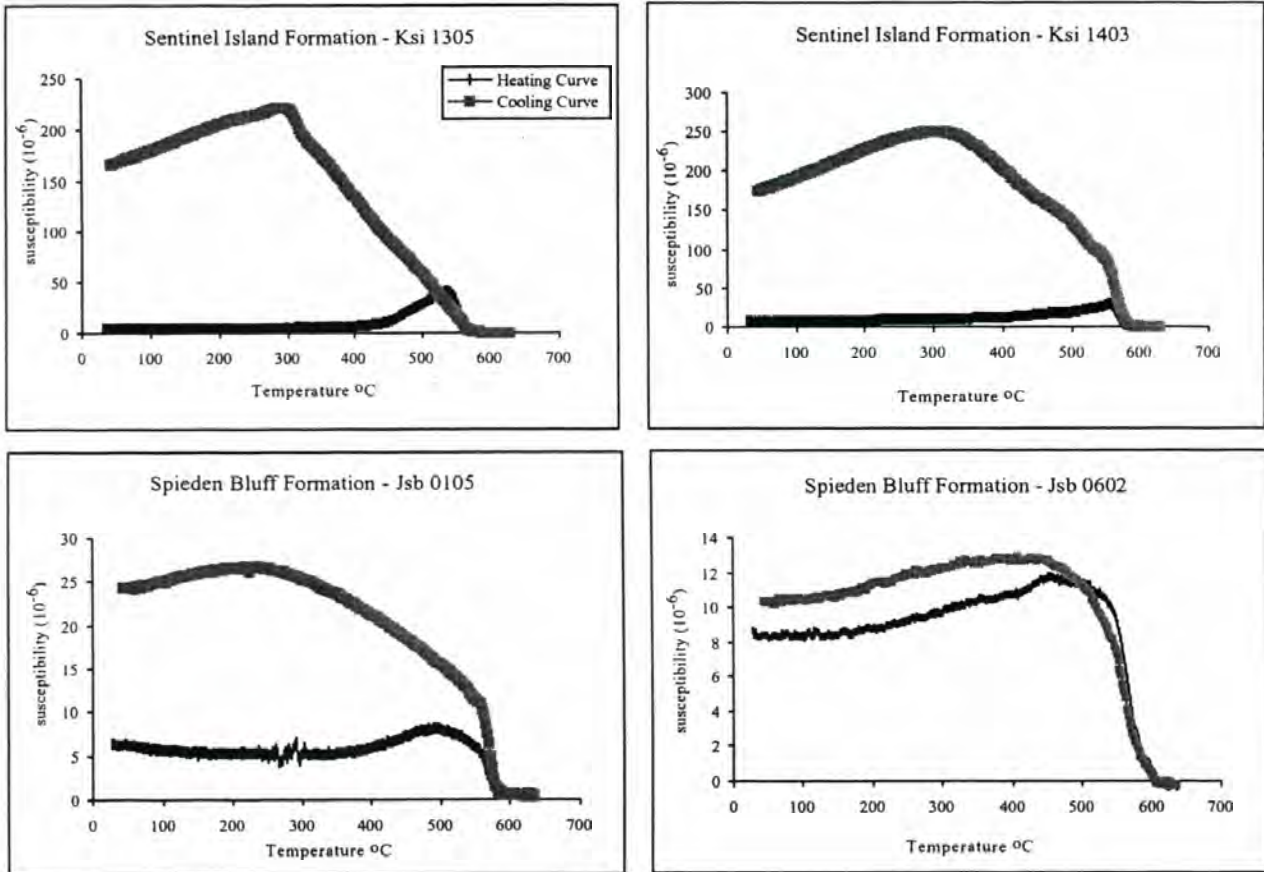 Sentinel Island Formation - Ksi 1305
Heating Curve
Cooling Curve
250
200
150
100
50
0
susceptibility (10⁻⁶)
0 100 200 300 400 500 600 700
Temperature ºC
Sentinel Island Formation - Ksi 1403
300
250
200
150
100
50
0
susceptibility (10⁻⁶)
0 100 200 300 400 500 600 700
Temperature ºC
Spieden Bluff Formation - Jsb 0105
30
25
20
15
10
5
0
susceptibility (10⁻⁶)
0 100 200 300 400 500 600 700
Temperature ºC
Spieden Bluff Formation - Jsb 0602
14
12
10
8
6
4
2
0
susceptibility (10⁻⁶)
0 100 200 300 400 500 600 700
Temperature ºC